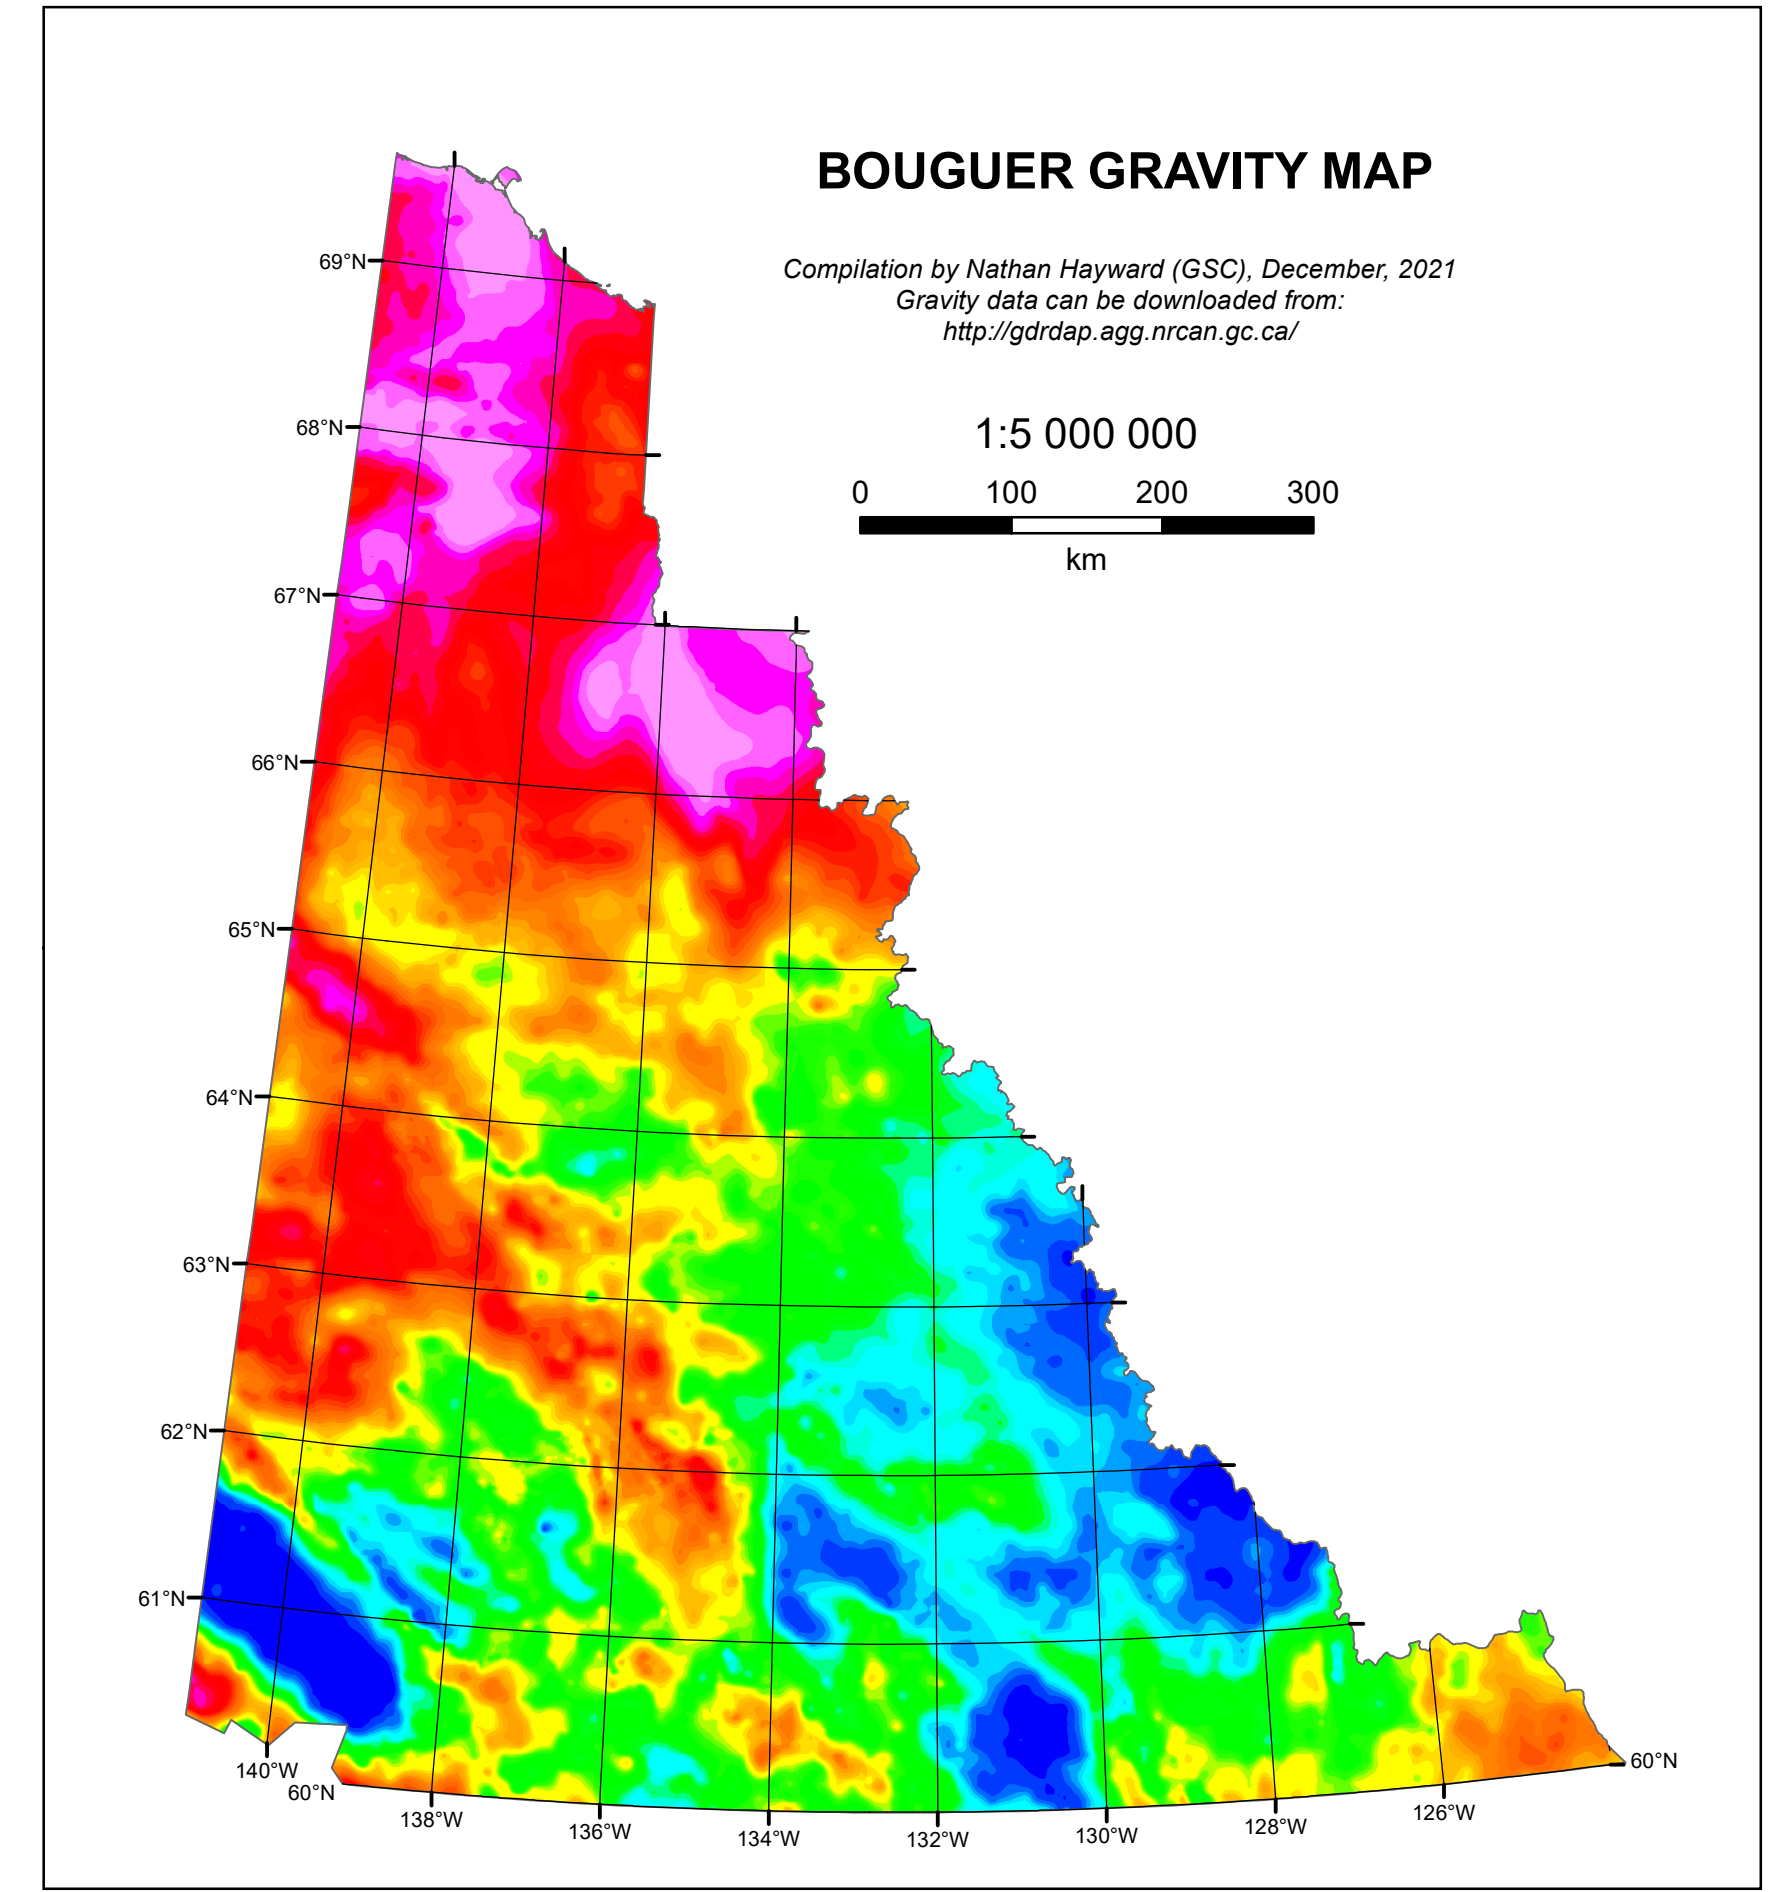 BOUGUER GRAVITY MAP
Compilation by Nathan Hayward (GSC), December, 2021
Gravity data can be downloaded from:
http://gdrdap.agg.nrcan.gc.ca/
1:5 000 000
0 100 200 300
km
69°N
68°N
67°N
66°N
65°N
64°N
63°N
62°N
61°N
60°N
140°W
60°N
138°W
136°W
134°W
132°W
130°W
128°W
126°W